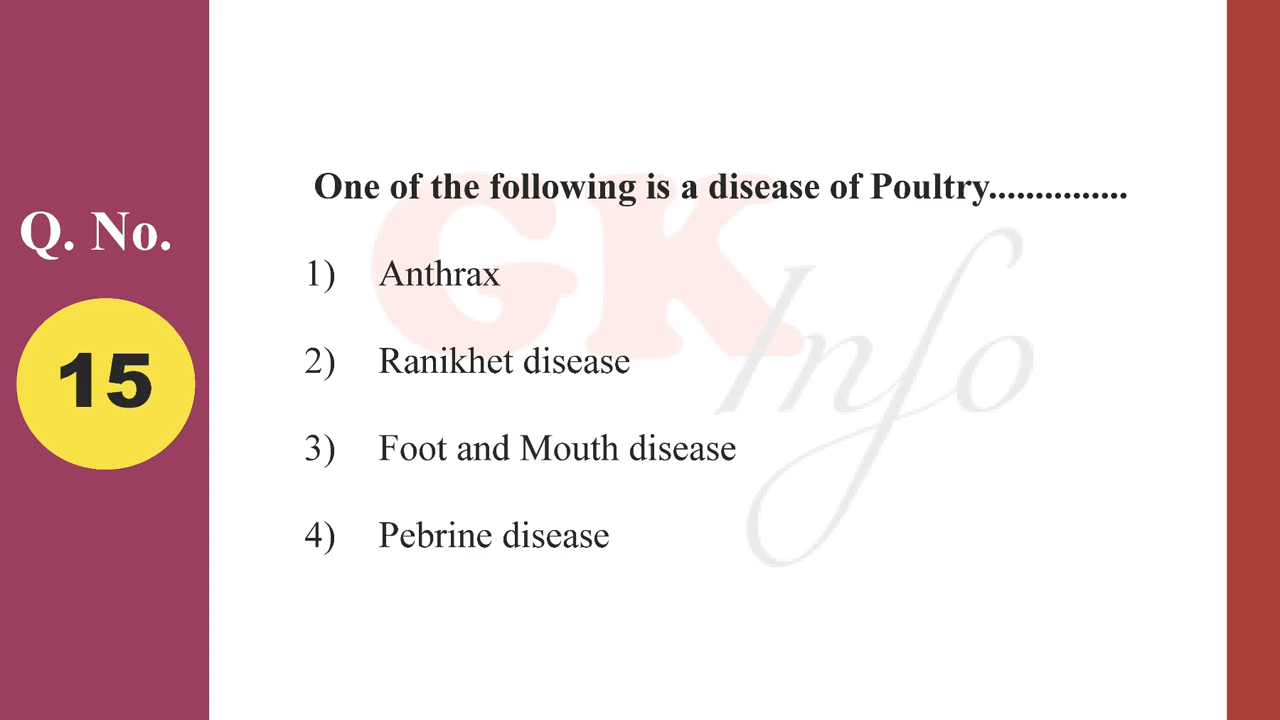 Q. No.
15
One of the following is a disease of Poultry...............
1) Anthrax
2) Ranikhet disease
3) Foot and Mouth disease
4) Pebrine disease
GK
Info